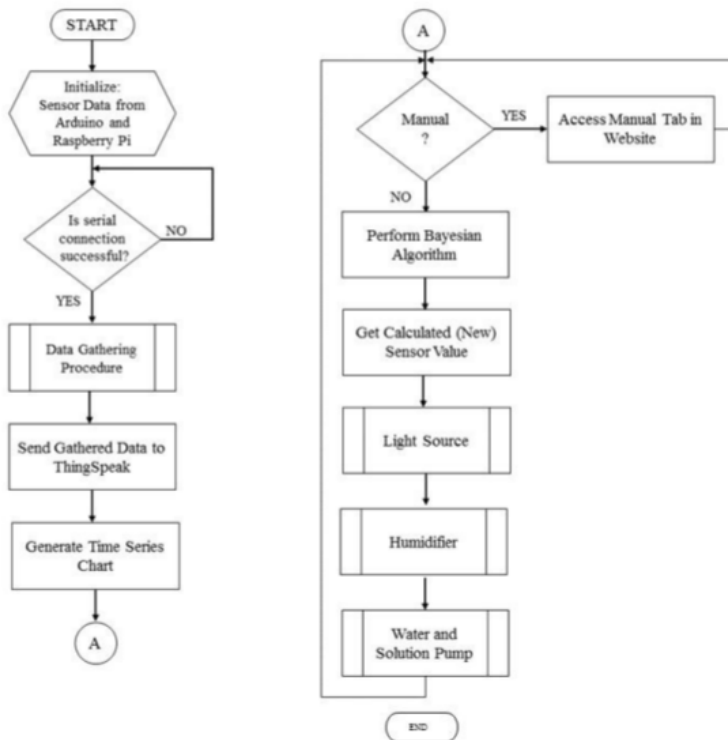 START
Initialize:
Sensor Data from
Arduino and
Raspberry Pi
Is serial
connection
successful?
NO
YES
Data Gathering
Procedure
Send Gathered Data to
ThingSpeak
Generate Time Series
Chart
A
A
Manual
?
YES
Access Manual Tab in
Website
NO
Perform Bayesian
Algorithm
Get Calculated (New)
Sensor Value
Light Source
Humidifier
Water and
Solution Pump
END